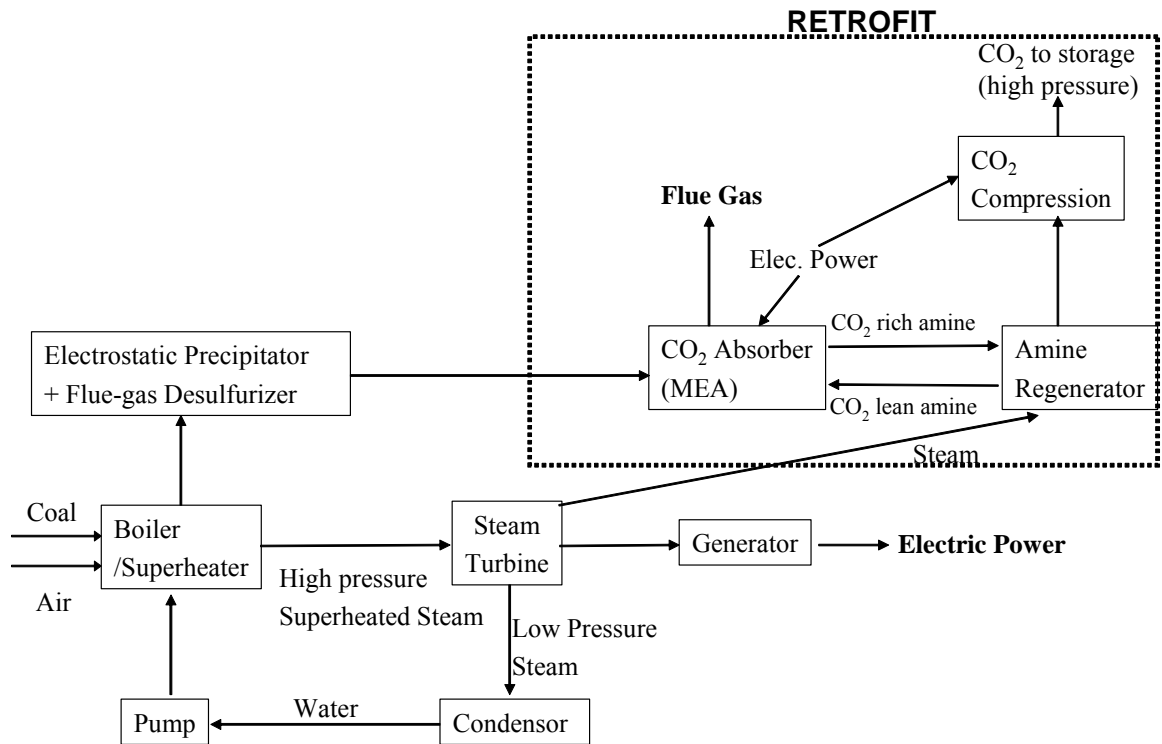 RETROFIT
CO₂ to storage
(high pressure)
CO₂
Compression
Flue Gas
Elec. Power
Electrostatic Precipitator
+ Flue-gas Desulfurizer
CO₂ Absorber
(MEA)
CO₂ rich amine
CO₂ lean amine
Amine
Regenerator
Steam
Coal
Air
Boiler
/Superheater
High pressure
Superheated Steam
Steam
Turbine
Generator
Electric Power
Low Pressure
Steam
Pump
Water
Condensor